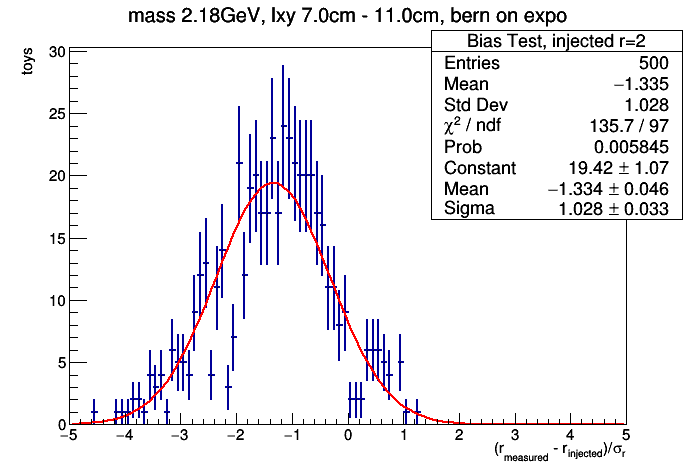 mass 2.18GeV, lxy 7.0cm - 11.0cm, bern on expo
toys
Bias Test, injected r=2
Entries 500
Mean −1.335
Std Dev 1.028
χ² / ndf 135.7 / 97
Prob 0.005845
Constant 19.42 ± 1.07
Mean −1.334 ± 0.046
Sigma 1.028 ± 0.033
30
25
20
15
10
5
0
−5 −4 −3 −2 −1 0 1 2 3 4 5
(r_measured - r_injected)/σ_r